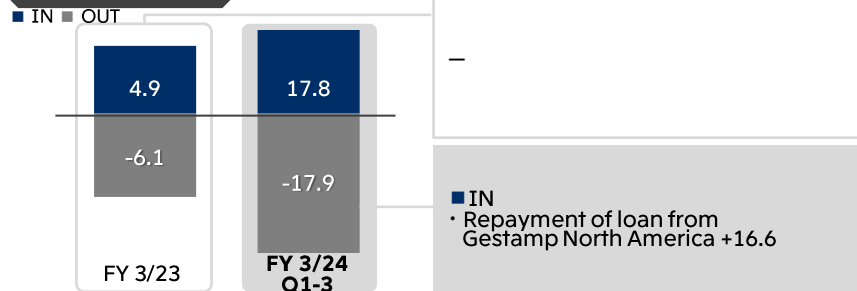 ■ IN ■ OUT
4.9
17.8
-6.1
-17.9
FY 3/23
FY 3/24
Q1-3
–
■ IN
・Repayment of loan from
Gestamp North America +16.6